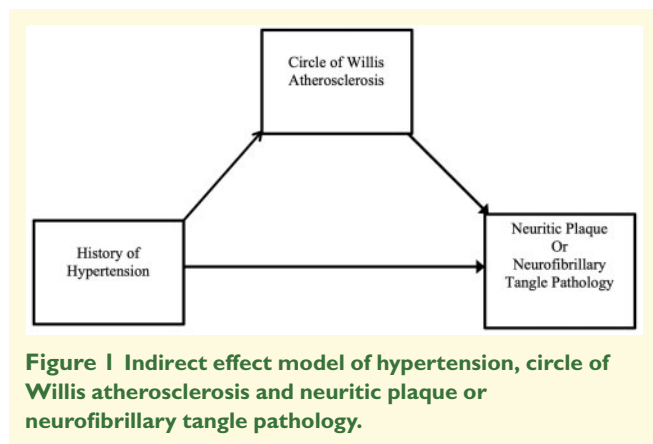 Circle of Willis
Atherosclerosis
History of
Hypertension
Neuritic Plaque
Or
Neurofibrillary
Tangle Pathology
Figure 1 Indirect effect model of hypertension, circle of
Willis atherosclerosis and neuritic plaque or
neurofibrillary tangle pathology.